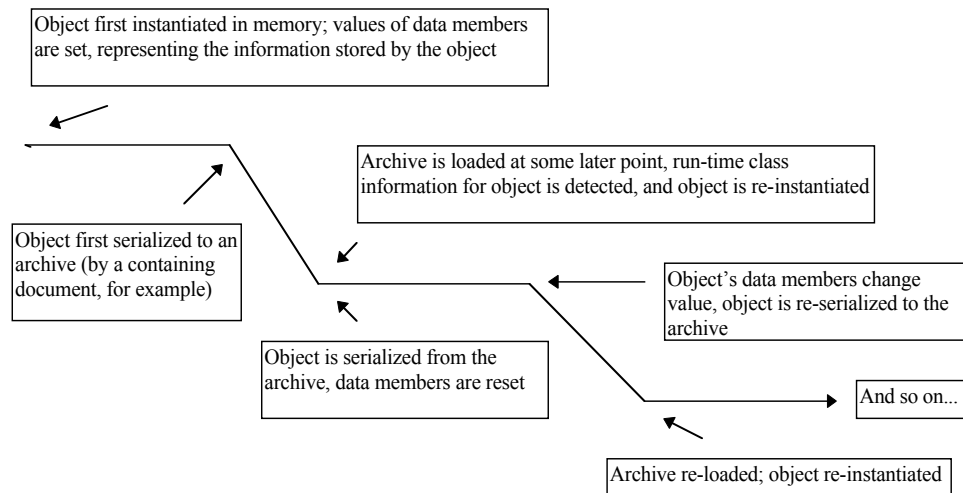 Object first instantiated in memory; values of data members
are set, representing the information stored by the object
Archive is loaded at some later point, run-time class
information for object is detected, and object is re-instantiated
Object first serialized to an
archive (by a containing
document, for example)
Object's data members change
value, object is re-serialized to the
archive
Object is serialized from the
archive, data members are reset
And so on...
Archive re-loaded; object re-instantiated